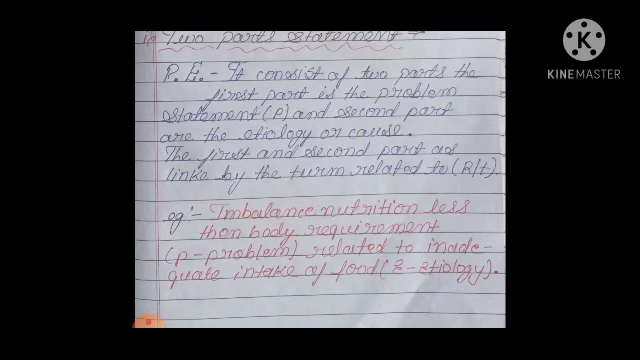 Two parts statement
P.E. - It consist of two parts the
first part is the problem
statement (P) and second part
are the etiology or cause.
The first and second part are
linke by the turm related to (R/t).
eg:- Imbalance nutrition less
then body requirement
(p-problem) related to inade-
quate intake of food (E-etiology).
KINEMASTER